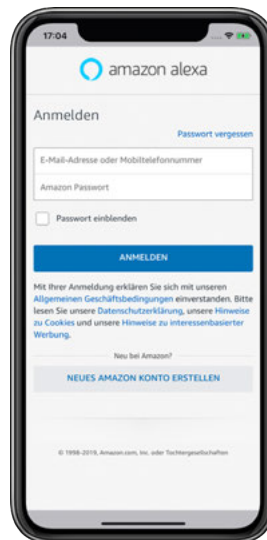 17:04
amazon alexa
Anmelden
Passwort vergessen
E-Mail-Adresse oder Mobiltelefonnummer
Amazon Passwort
Passwort einblenden
ANMELDEN
Mit Ihrer Anmeldung erklären Sie sich mit unseren
Allgemeinen Geschäftsbedingungen einverstanden. Bitte
lesen Sie unsere Datenschutzerklärung, unsere Hinweise
zu Cookies und unsere Hinweise zu interessenbasierter
Werbung.
Neu bei Amazon?
NEUES AMAZON KONTO ERSTELLEN
© 1998-2019, Amazon.com, Inc. oder Tochtergesellschaften